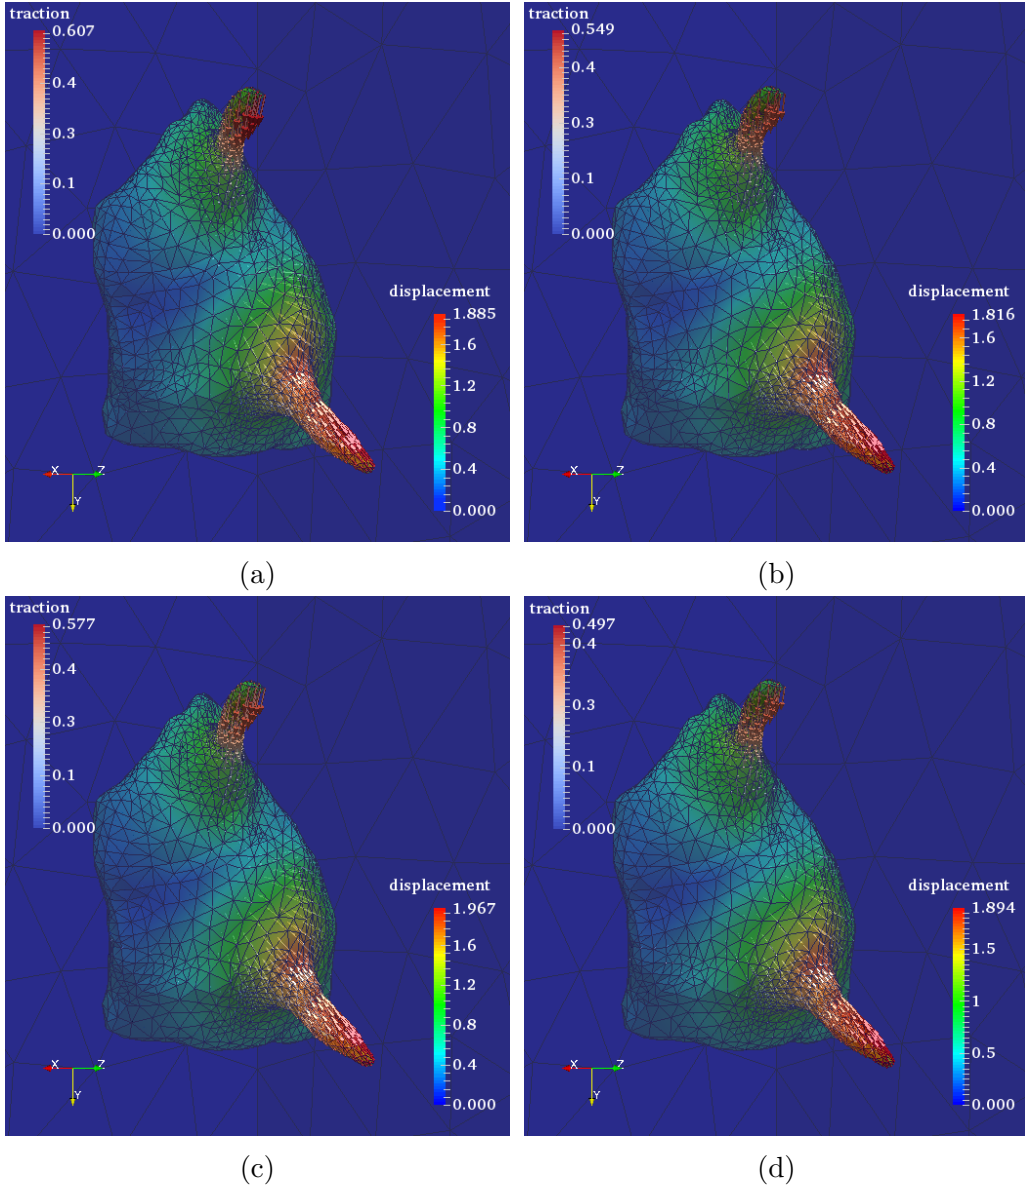 traction
0.607
0.4
0.3
0.1
0.000
displacement
1.885
1.6
1.2
0.8
0.4
0.000
X Z
Y
(a)
traction
0.549
0.4
0.3
0.1
0.000
displacement
1.816
1.6
1.2
0.8
0.4
0.000
X Z
Y
(b)
traction
0.577
0.4
0.3
0.1
0.000
displacement
1.967
1.6
1.2
0.8
0.4
0.000
X Z
Y
(c)
traction
0.497
0.4
0.3
0.1
0.000
displacement
1.894
1.5
1
0.5
0.000
X Z
Y
(d)